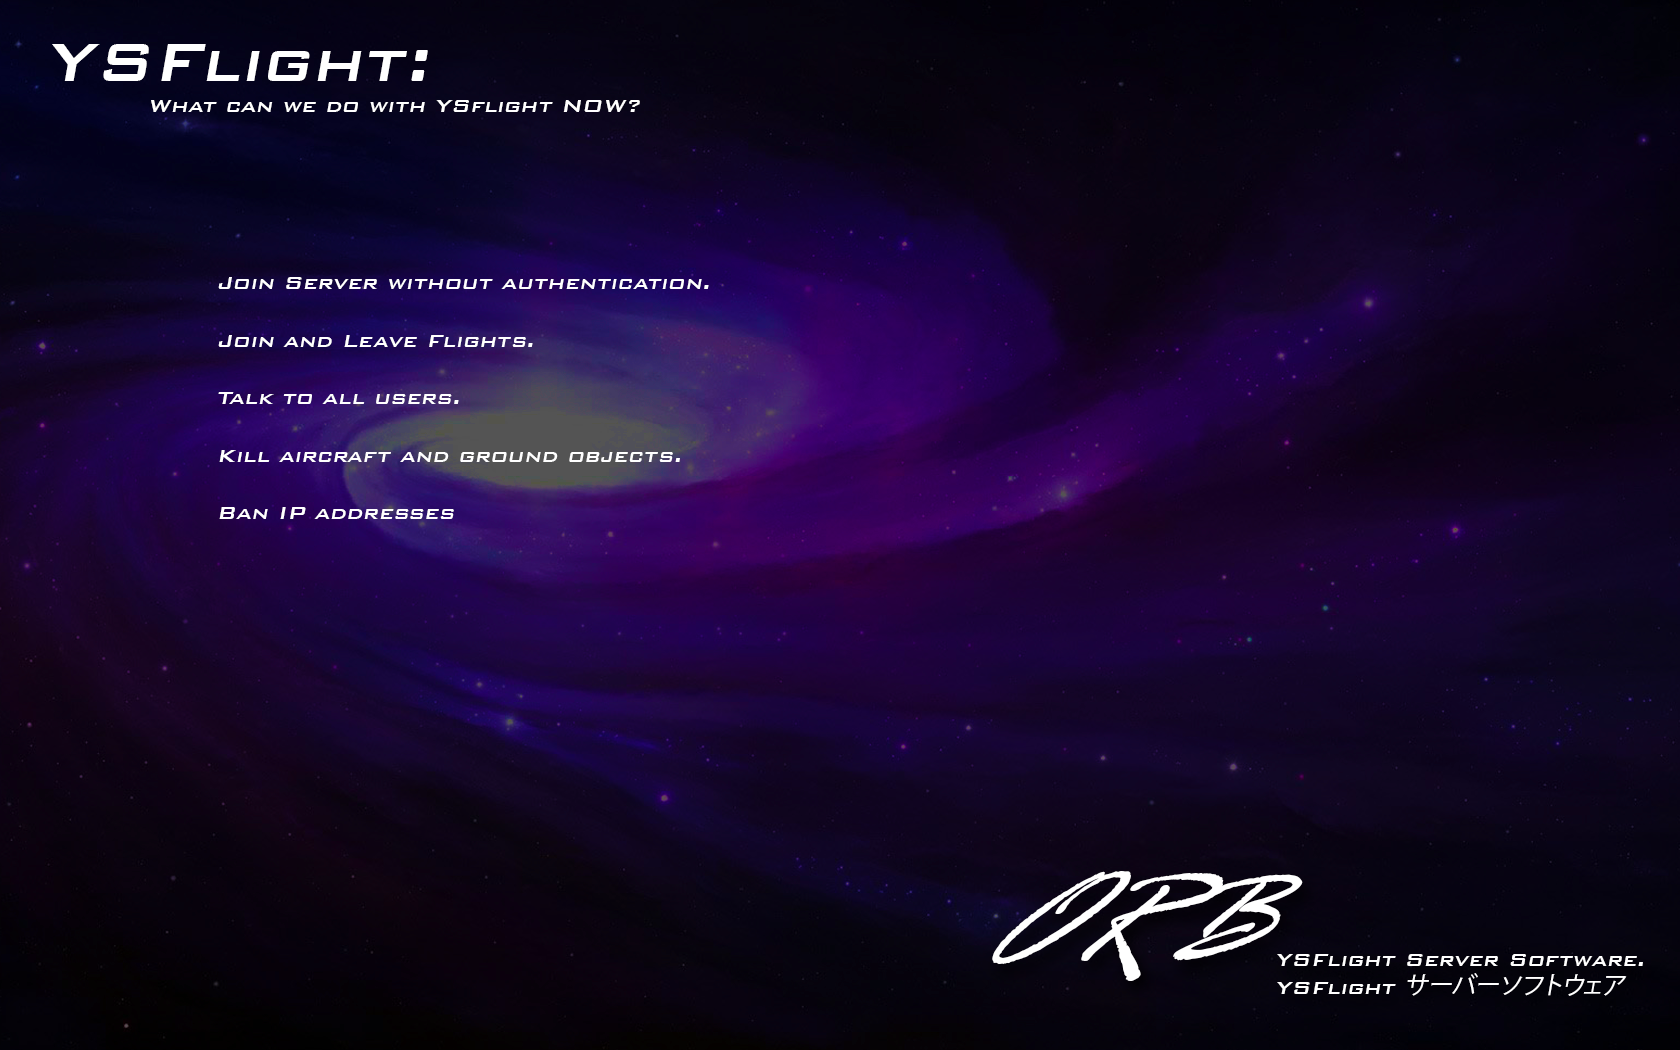 YSFlight:
What can we do with YSflight NOW?
Join Server without authentication.
Join and Leave Flights.
Talk to all users.
Kill aircraft and ground objects.
Ban IP addresses
ORB
YSFlight Server Software.
YSFlight サーバーソフトウェア